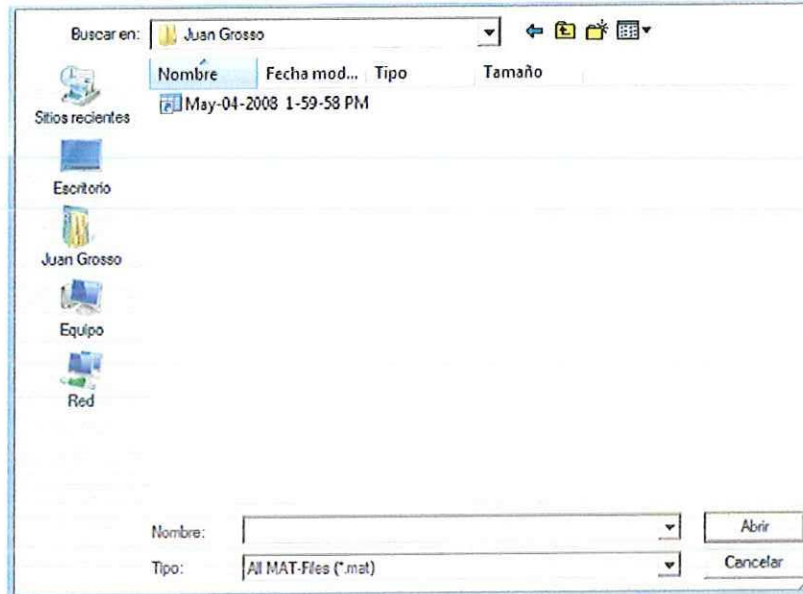 Buscar en: Juan Grosso
Nombre Fecha mod... Tipo Tamaño
May-04-2008 1-59-58 PM
Sitios recientes
Escritorio
Juan Grosso
Equipo
Red
Nombre: Abrir
Tipo: All MAT-Files (*.mat) Cancelar